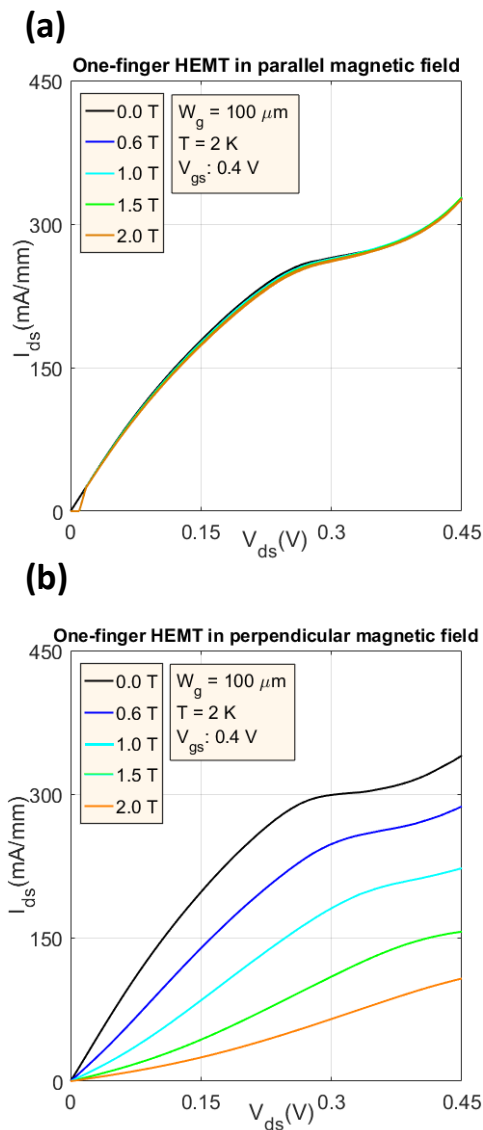 (a)
One-finger HEMT in parallel magnetic field
450
300
150
0
I_ds(mA/mm)
0.0 T
0.6 T
1.0 T
1.5 T
2.0 T
W_g = 100 μm
T = 2 K
V_gs: 0.4 V
0 0.15 0.3 0.45
V_ds(V)
(b)
One-finger HEMT in perpendicular magnetic field
450
300
150
0
I_ds(mA/mm)
0.0 T
0.6 T
1.0 T
1.5 T
2.0 T
W_g = 100 μm
T = 2 K
V_gs: 0.4 V
0 0.15 0.3 0.45
V_ds(V)